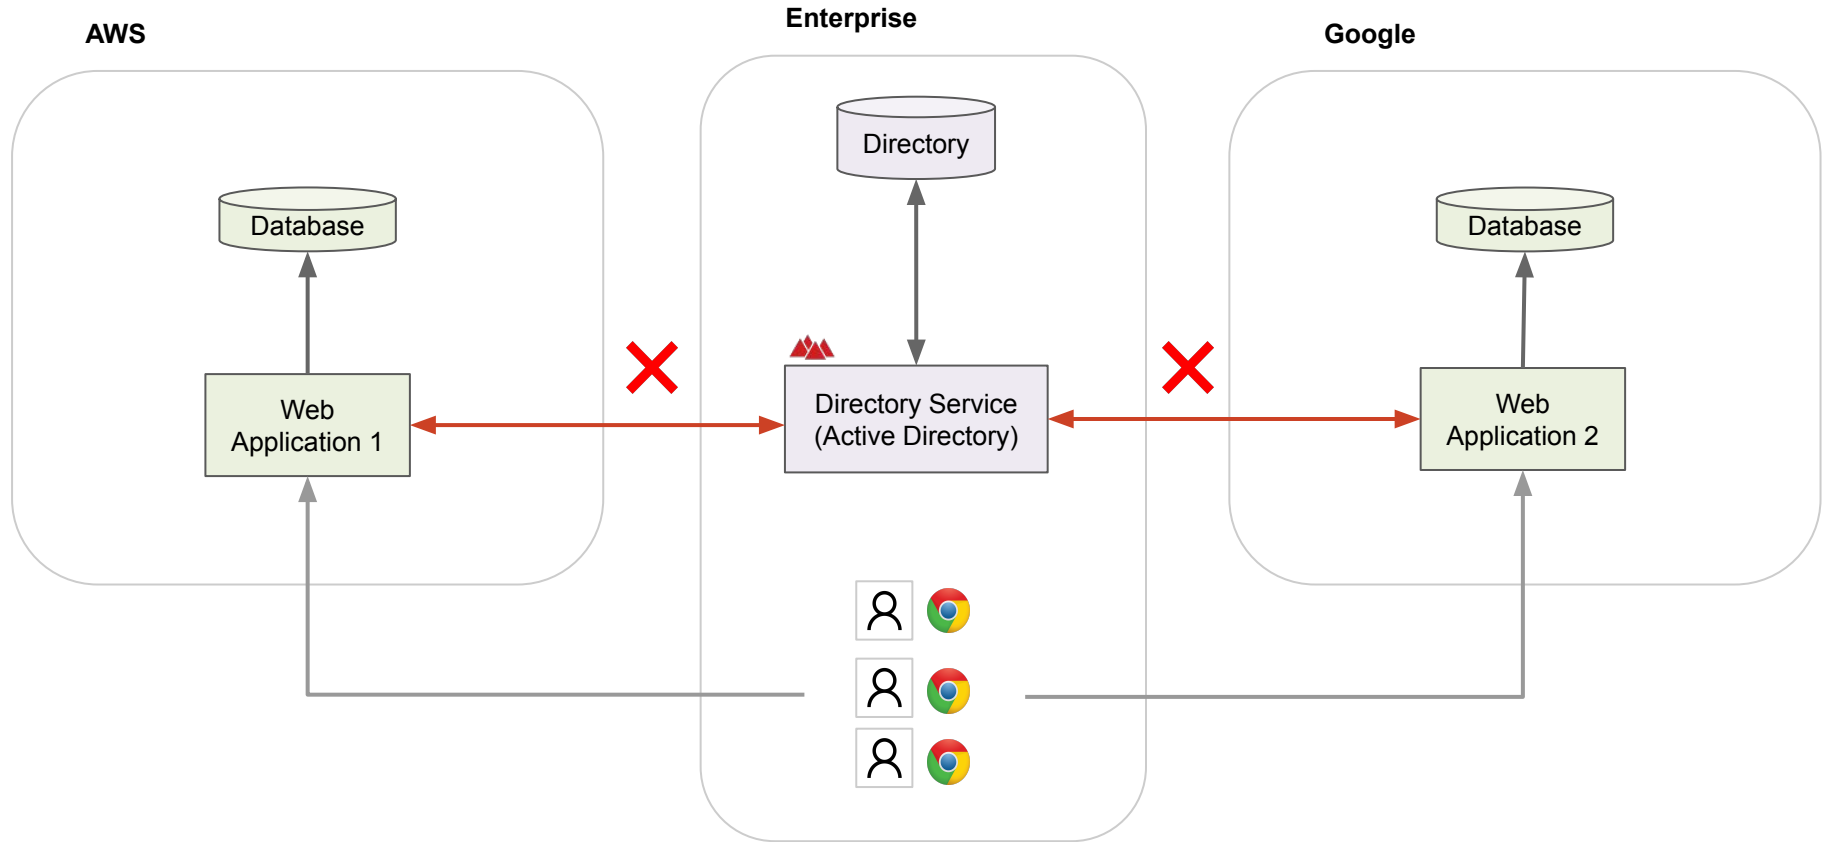 AWS
Enterprise
Google
Directory
Database
Database
Web
Application 1
Directory Service
(Active Directory)
Web
Application 2